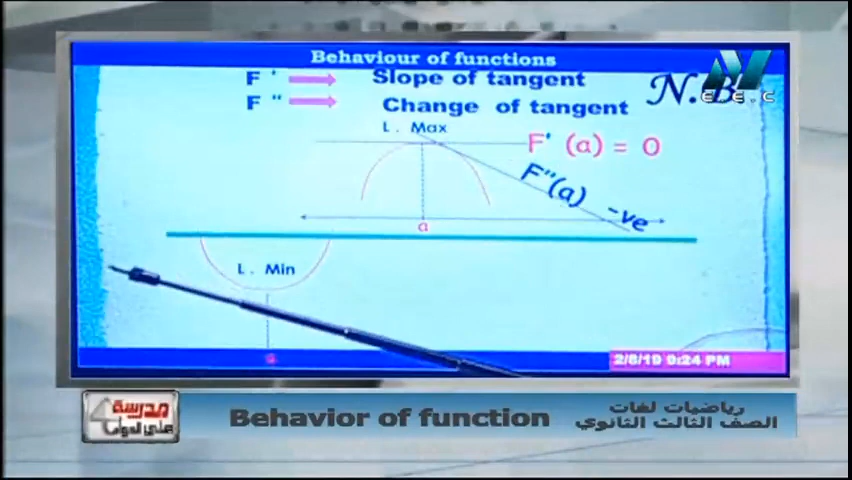 Behaviour of functions
F ' Slope of tangent
F " Change of tangent
N.B
E E . C
L . Max
F' (a) = 0
F"(a) -ve
a
L . Min
a
2/8/19 9:24 PM
مدرسة
على الهواء
Behavior of function
رياضيات لغات
الصف الثالث الثانوي